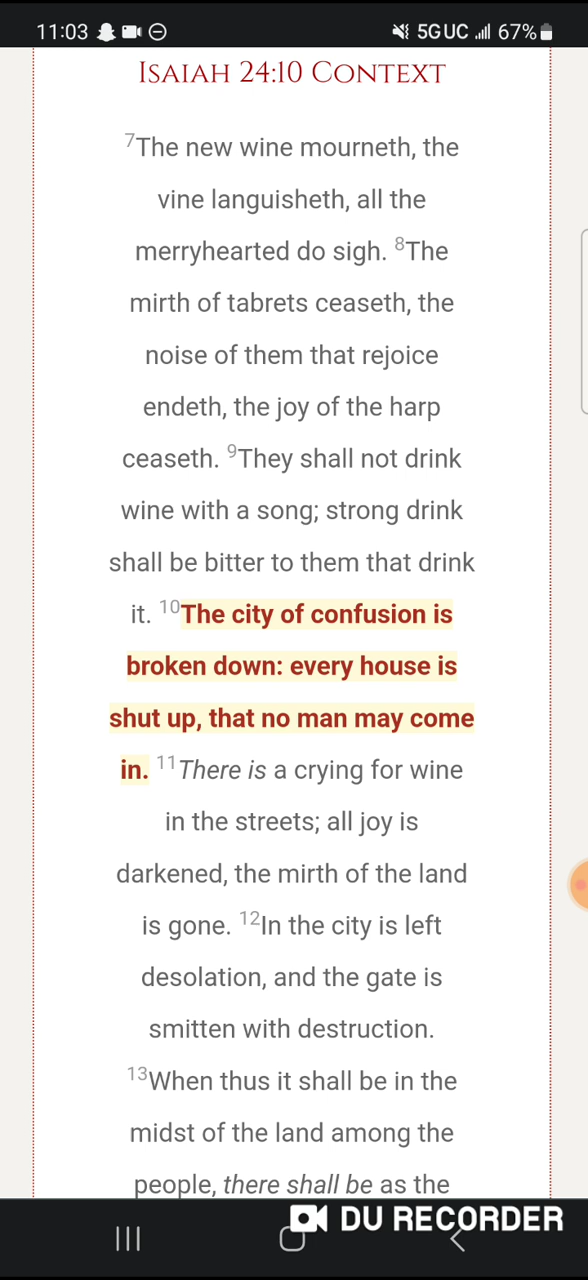 11:03 5G UC 67%
ISAIAH 24:10 CONTEXT
7The new wine mourneth, the
vine languisheth, all the
merryhearted do sigh. 8The
mirth of tabrets ceaseth, the
noise of them that rejoice
endeth, the joy of the harp
ceaseth. 9They shall not drink
wine with a song; strong drink
shall be bitter to them that drink
it. 10The city of confusion is
broken down: every house is
shut up, that no man may come
in. 11There is a crying for wine
in the streets; all joy is
darkened, the mirth of the land
is gone. 12In the city is left
desolation, and the gate is
smitten with destruction.
13When thus it shall be in the
midst of the land among the
people, there shall be as the
DU RECORDER